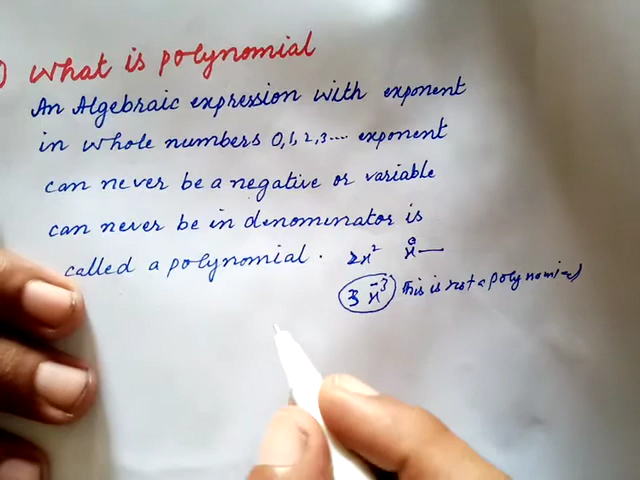 ) What is polynomial
An Algebraic expression with exponent
in whole numbers 0,1,2,3.... exponent
can never be a negative or variable
can never be in denominator is
called a polynomial. 2x² x⁰ —
3 x⁻³ This is not a polynomial